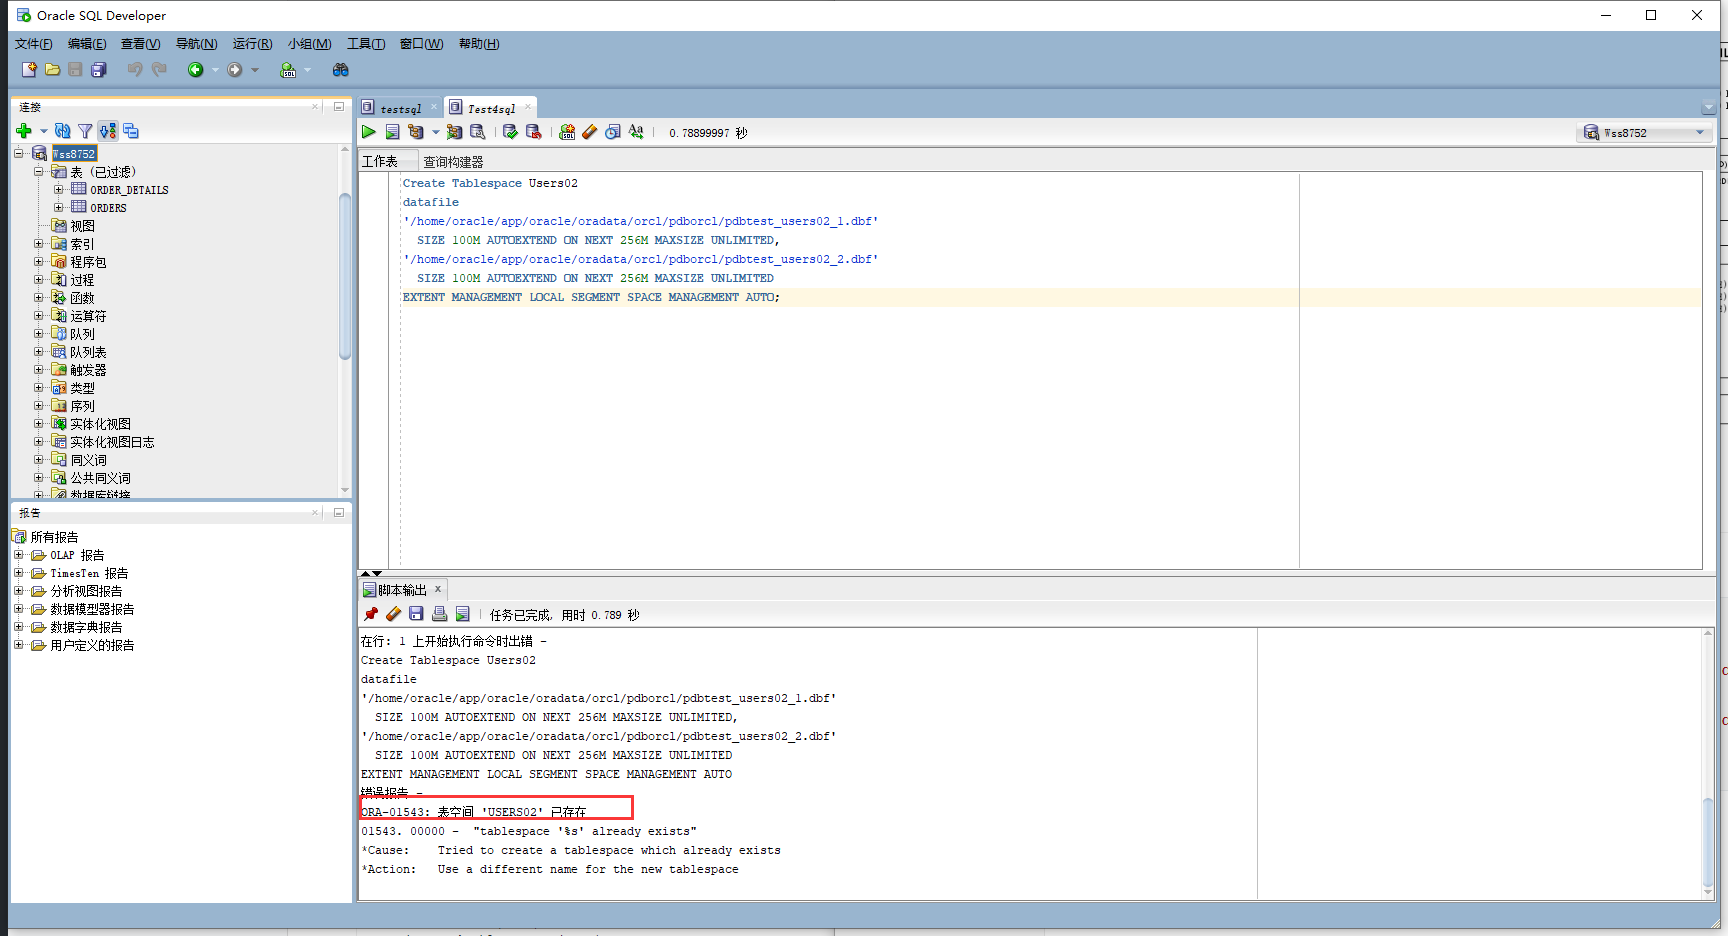 Oracle SQL Developer
文件(F) 编辑(E) 查看(V) 导航(N) 运行(R) 小组(M) 工具(T) 窗口(W) 帮助(H)
连接
Wss8752
表 (已过滤)
ORDER_DETAILS
ORDERS
视图
索引
程序包
过程
函数
运算符
队列
队列表
触发器
类型
序列
实体化视图
实体化视图日志
同义词
公共同义词
数据库链接
报告
所有报告
OLAP 报告
TimesTen 报告
分析视图报告
数据模型器报告
数据字典报告
用户定义的报告
testsql Test4sql
0.78899997 秒
Wss8752
工作表 查询构建器
Create Tablespace Users02
datafile
'/home/oracle/app/oracle/oradata/orcl/pdborcl/pdbtest_users02_1.dbf'
SIZE 100M AUTOEXTEND ON NEXT 256M MAXSIZE UNLIMITED,
'/home/oracle/app/oracle/oradata/orcl/pdborcl/pdbtest_users02_2.dbf'
SIZE 100M AUTOEXTEND ON NEXT 256M MAXSIZE UNLIMITED
EXTENT MANAGEMENT LOCAL SEGMENT SPACE MANAGEMENT AUTO;
脚本输出
任务已完成, 用时 0.789 秒
在行: 1 上开始执行命令时出错 -
Create Tablespace Users02
datafile
'/home/oracle/app/oracle/oradata/orcl/pdborcl/pdbtest_users02_1.dbf'
SIZE 100M AUTOEXTEND ON NEXT 256M MAXSIZE UNLIMITED,
'/home/oracle/app/oracle/oradata/orcl/pdborcl/pdbtest_users02_2.dbf'
SIZE 100M AUTOEXTEND ON NEXT 256M MAXSIZE UNLIMITED
EXTENT MANAGEMENT LOCAL SEGMENT SPACE MANAGEMENT AUTO
错误报告 -
ORA-01543: 表空间 'USERS02' 已存在
01543. 00000 - "tablespace '%s' already exists"
*Cause: Tried to create a tablespace which already exists
*Action: Use a different name for the new tablespace